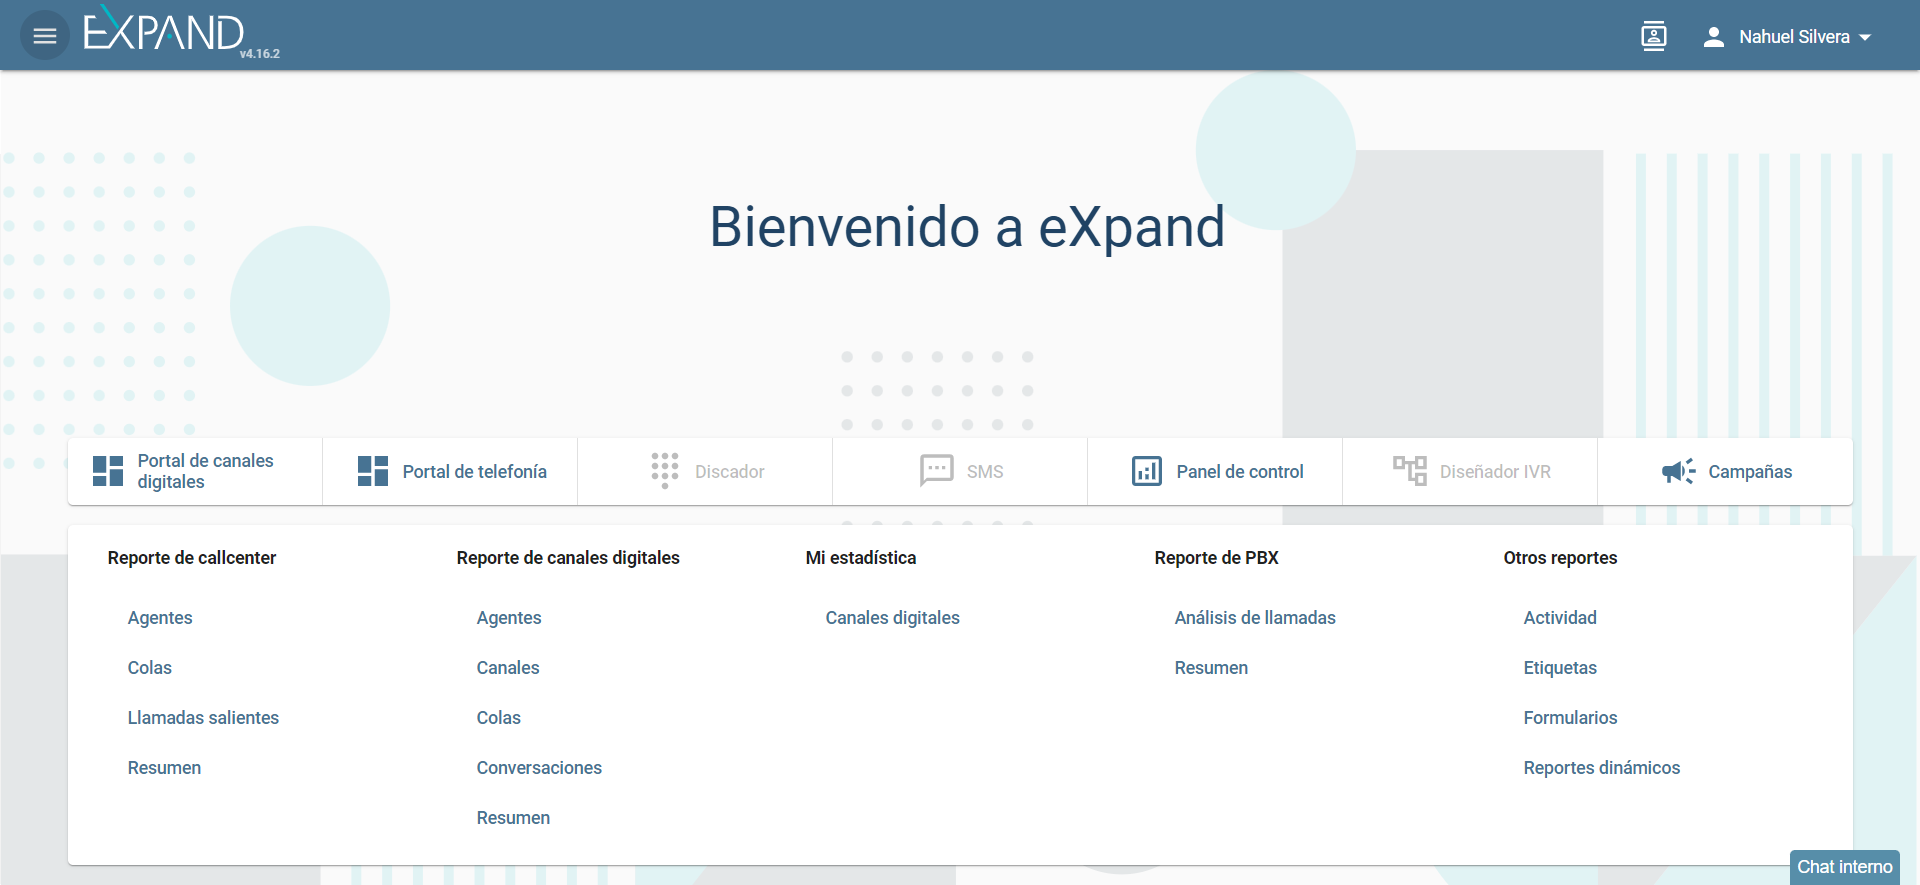 EXPAND
v4.16.2
Nahuel Silvera
Bienvenido a eXpand
Portal de canales
digitales
Portal de telefonía
Discador
SMS
Panel de control
Diseñador IVR
Campañas
Reporte de callcenter
Agentes
Colas
Llamadas salientes
Resumen
Reporte de canales digitales
Agentes
Canales
Colas
Conversaciones
Resumen
Mi estadística
Canales digitales
Reporte de PBX
Análisis de llamadas
Resumen
Otros reportes
Actividad
Etiquetas
Formularios
Reportes dinámicos
Chat interno